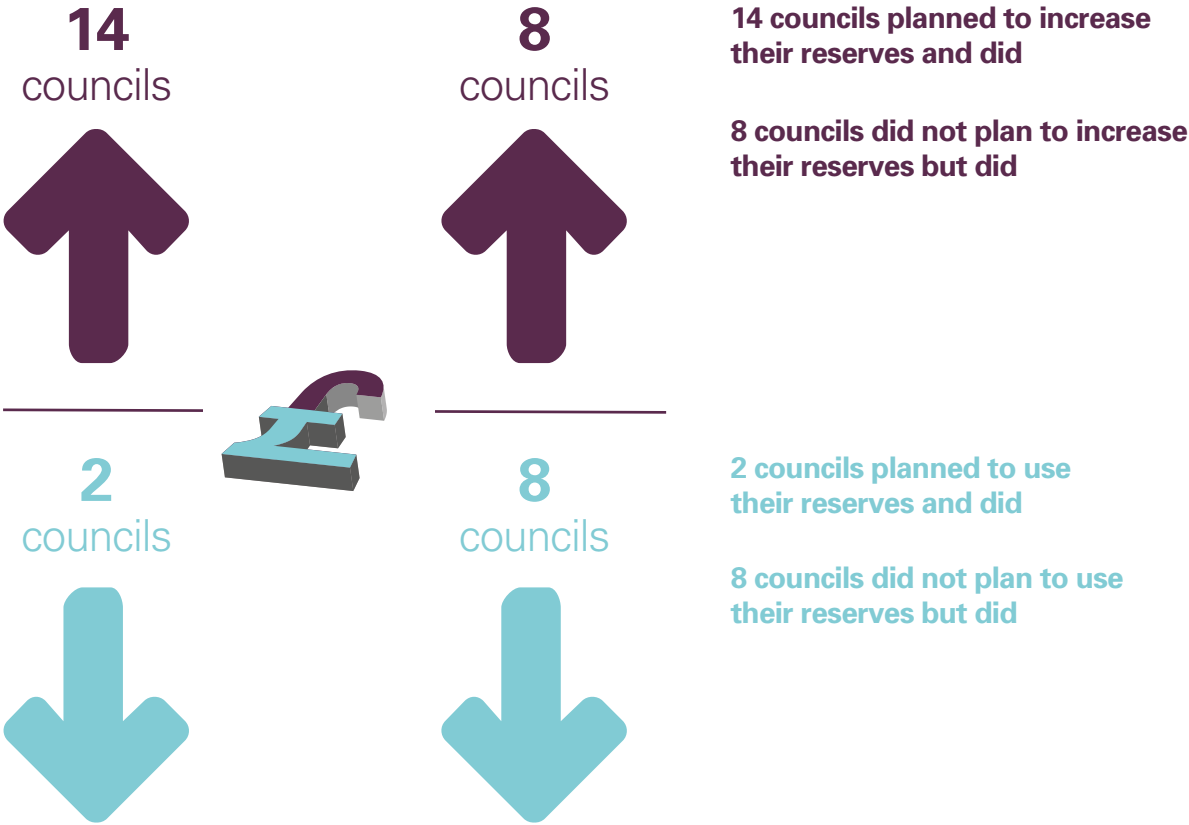 14
councils
8
councils
14 councils planned to increase
their reserves and did
8 councils did not plan to increase
their reserves but did
£
2
councils
8
councils
2 councils planned to use
their reserves and did
8 councils did not plan to use
their reserves but did